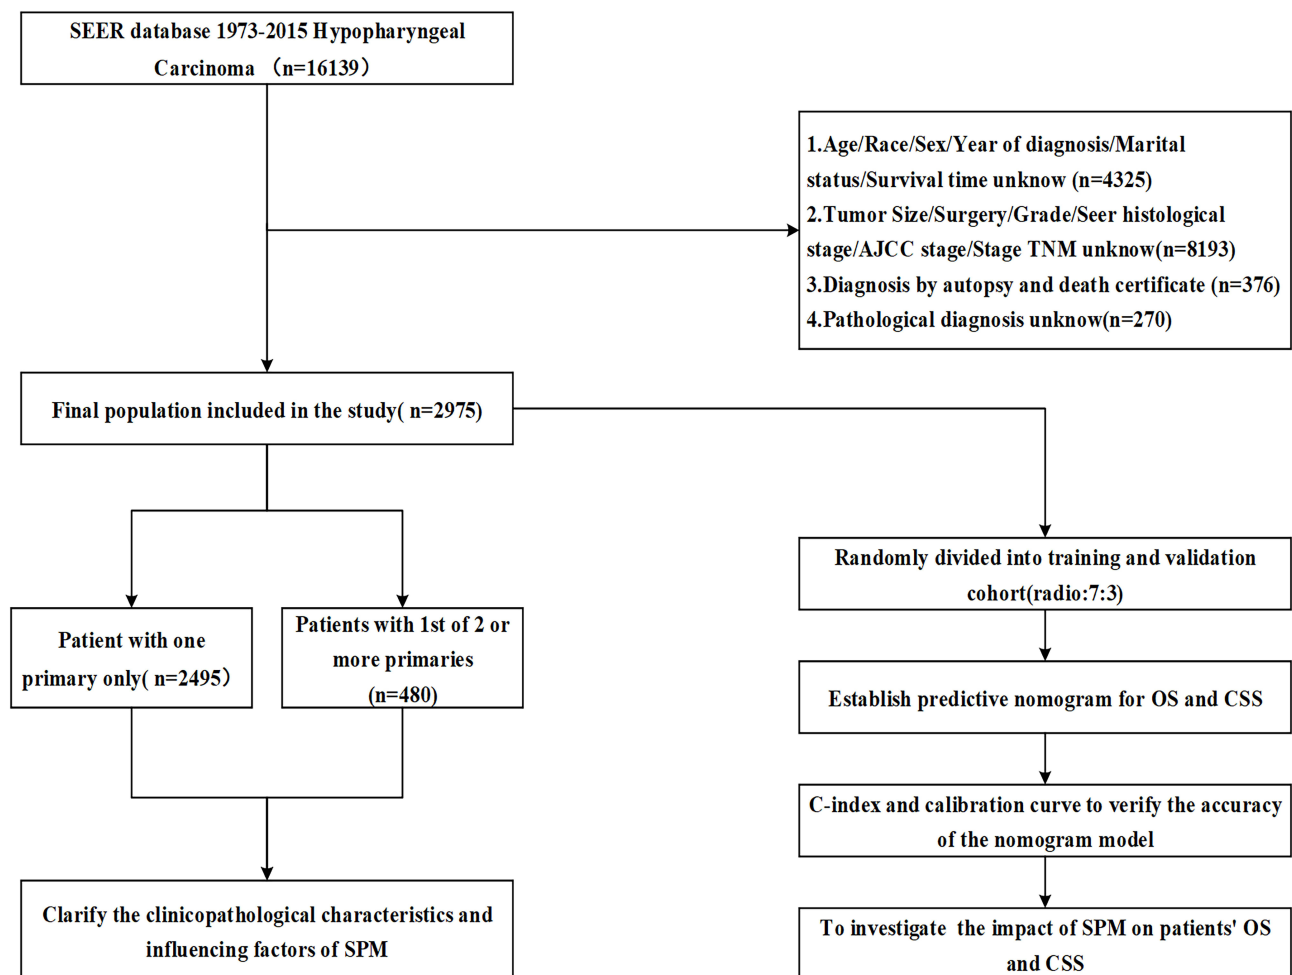 SEER database 1973-2015 Hypopharyngeal
Carcinoma （n=16139）
1.Age/Race/Sex/Year of diagnosis/Marital
status/Survival time unknow (n=4325)
2.Tumor Size/Surgery/Grade/Seer histological
stage/AJCC stage/Stage TNM unknow(n=8193)
3.Diagnosis by autopsy and death certificate (n=376)
4.Pathological diagnosis unknow(n=270)
Final population included in the study( n=2975)
Patient with one
primary only( n=2495）
Patients with 1st of 2 or
more primaries
(n=480)
Clarify the clinicopathological characteristics and
influencing factors of SPM
Randomly divided into training and validation
cohort(radio:7:3)
Establish predictive nomogram for OS and CSS
C-index and calibration curve to verify the accuracy
of the nomogram model
To investigate the impact of SPM on patients' OS
and CSS